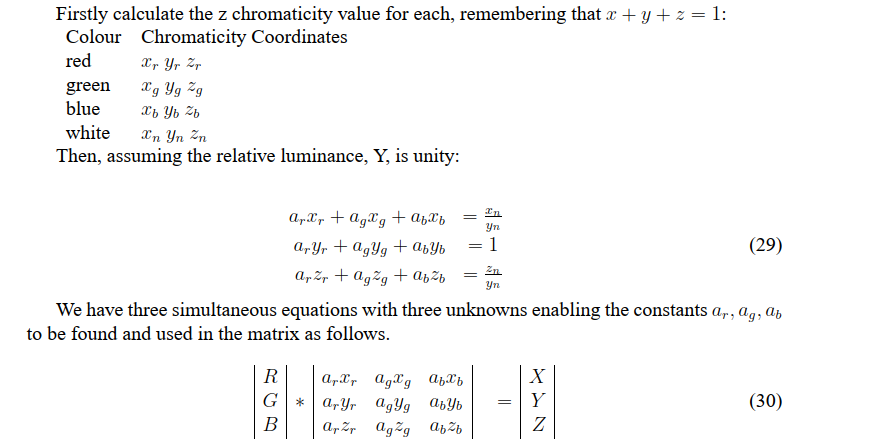 Firstly calculate the z chromaticity value for each, remembering that x + y + z = 1:
Colour Chromaticity Coordinates
red x_r y_r z_r
green x_g y_g z_g
blue x_b y_b z_b
white x_n y_n z_n
Then, assuming the relative luminance, Y, is unity:
a_r x_r + a_g x_g + a_b x_b = x_n/y_n
a_r y_r + a_g y_g + a_b y_b = 1 (29)
a_r z_r + a_g z_g + a_b z_b = z_n/y_n
We have three simultaneous equations with three unknowns enabling the constants a_r, a_g, a_b
to be found and used in the matrix as follows.
| R | | a_r x_r a_g x_g a_b x_b | | X |
| G | * | a_r y_r a_g y_g a_b y_b | = | Y | (30)
| B | | a_r z_r a_g z_g a_b z_b | | Z |